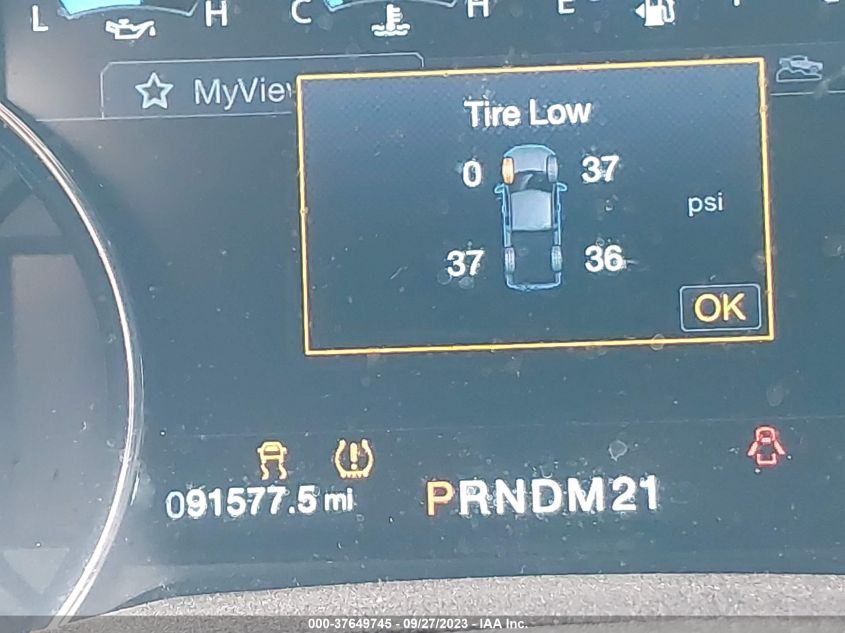 L H C H E
MyView
Tire Low
0 37
psi
37 36
OK
091577.5 mi PRNDM21
000-37649745 - 09/27/2023 - IAA Inc.